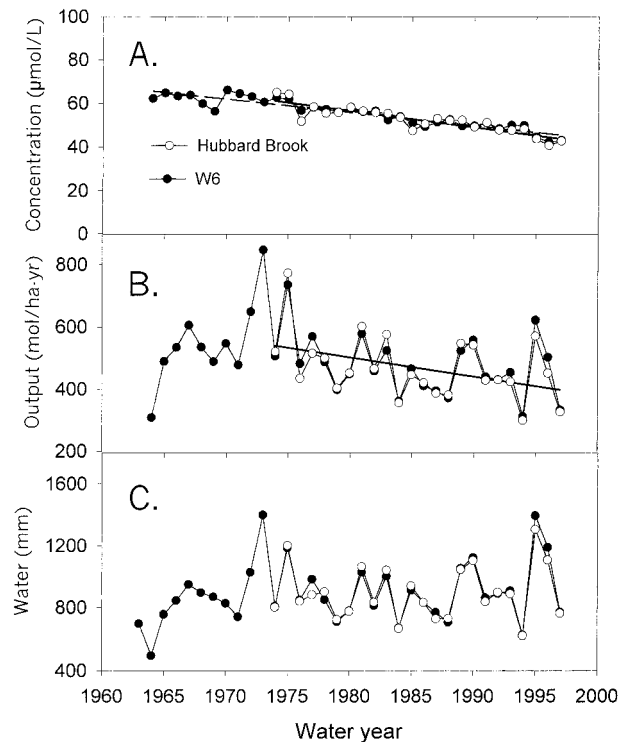 100
80
60
40
20
0
Concentration (µmol/L)
A.
Hubbard Brook
W6
800
600
400
200
Output (mol/ha-yr)
B.
1600
1200
800
400
Water (mm)
C.
1960 1965 1970 1975 1980 1985 1990 1995 2000
Water year